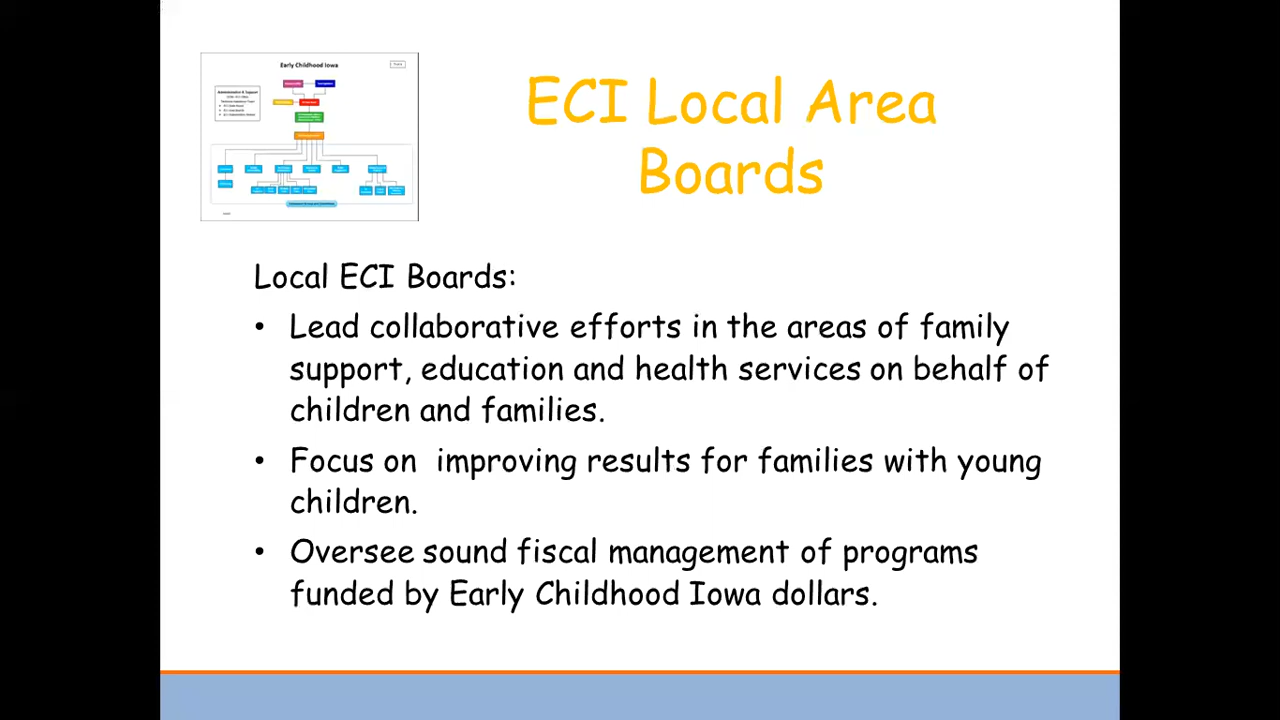 Early Childhood Iowa
ECI Local Area
Boards
Local ECI Boards:
• Lead collaborative efforts in the areas of family
support, education and health services on behalf of
children and families.
• Focus on improving results for families with young
children.
• Oversee sound fiscal management of programs
funded by Early Childhood Iowa dollars.